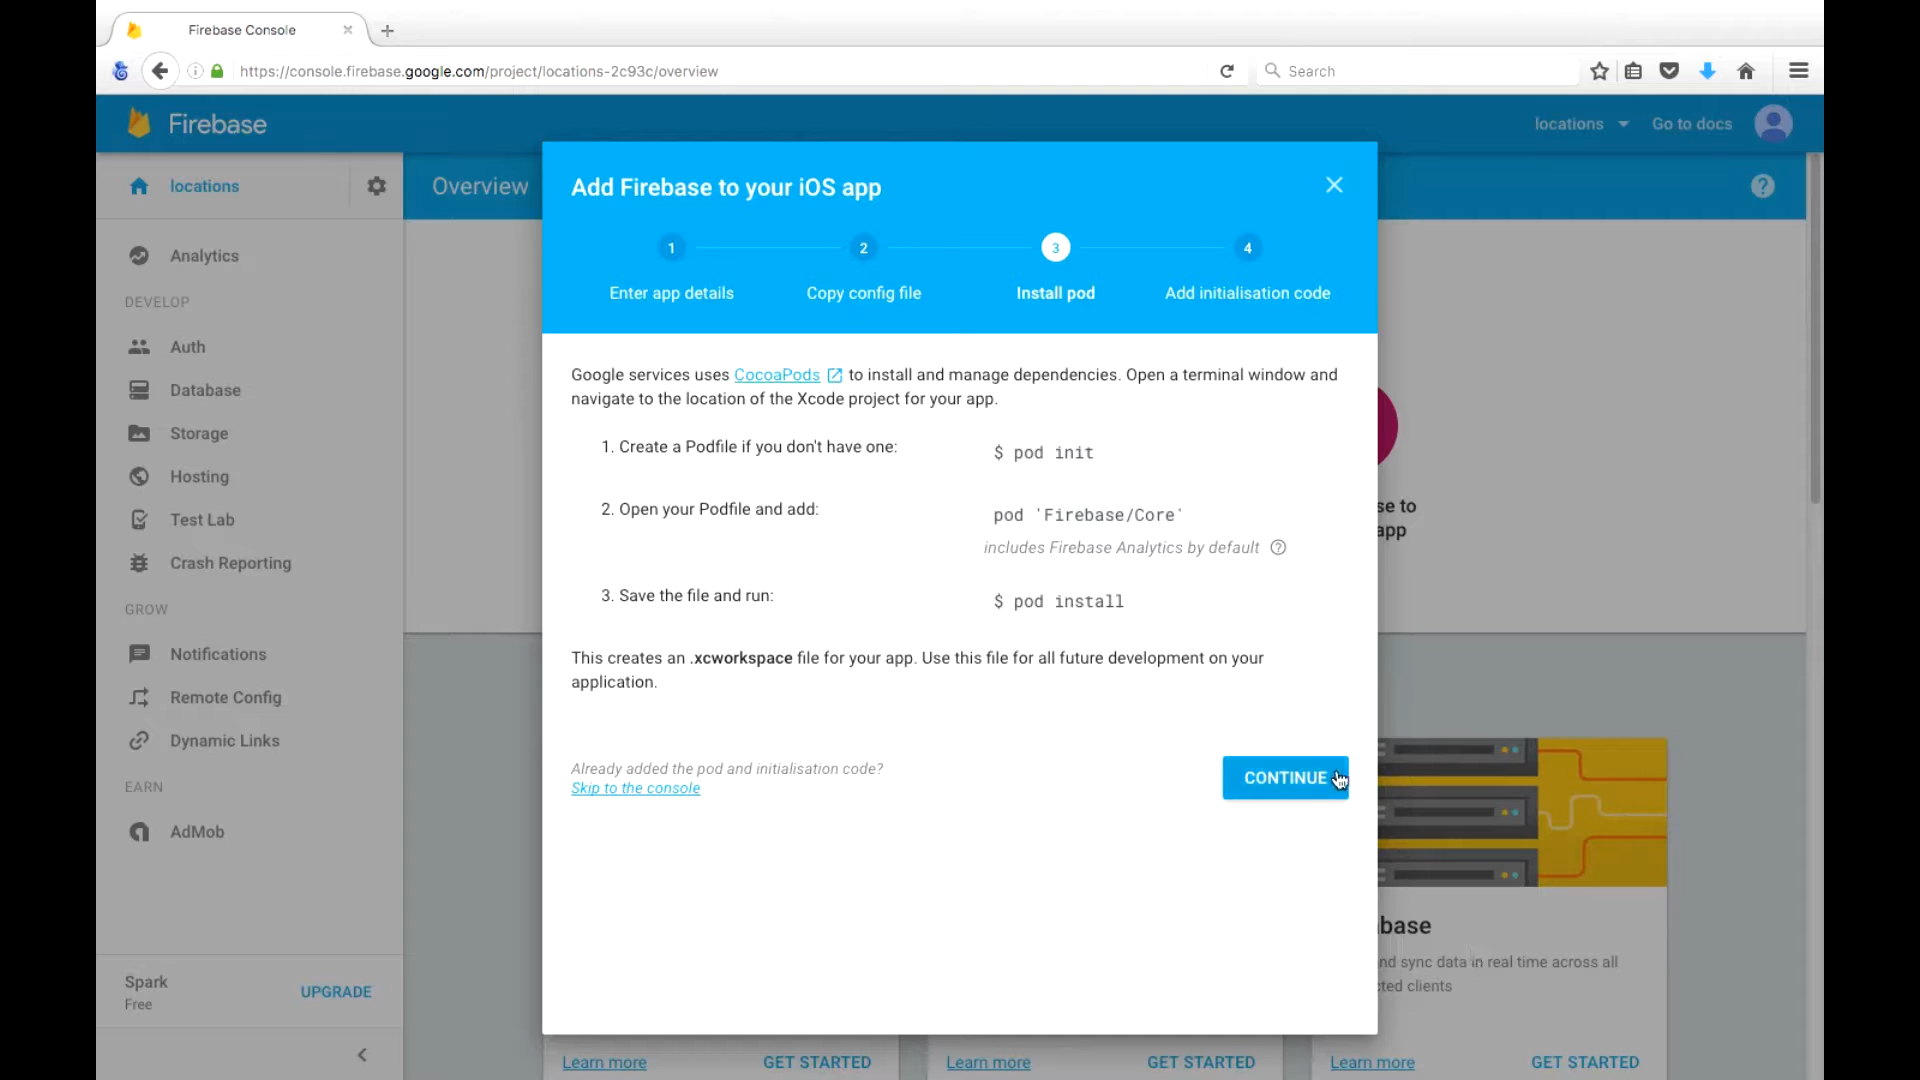 Firebase Console
https://console.firebase.google.com/project/locations-2c93c/overview
Search
Firebase
locations
Go to docs
locations
Overview
Analytics
DEVELOP
Auth
Database
Storage
Hosting
Test Lab
Crash Reporting
GROW
Notifications
Remote Config
Dynamic Links
EARN
AdMob
Spark
Free
UPGRADE
Add Firebase to your iOS app
1
2
3
4
Enter app details
Copy config file
Install pod
Add initialisation code
Google services uses CocoaPods to install and manage dependencies. Open a terminal window and
navigate to the location of the Xcode project for your app.
1. Create a Podfile if you don't have one:
$ pod init
2. Open your Podfile and add:
pod 'Firebase/Core'
includes Firebase Analytics by default
3. Save the file and run:
$ pod install
This creates an .xcworkspace file for your app. Use this file for all future development on your
application.
Already added the pod and initialisation code?
Skip to the console
CONTINUE
se to
app
base
nd sync data in real time across all
cted clients
Learn more
GET STARTED
Learn more
GET STARTED
Learn more
GET STARTED